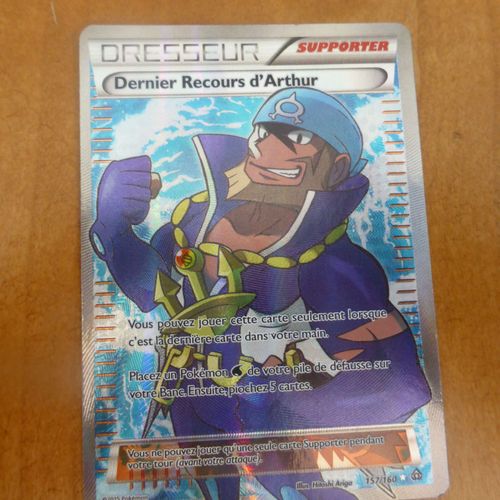 DRESSEUR SUPPORTER
Dernier Recours d'Arthur
Vous pouvez jouer cette carte seulement lorsque
c'est la dernière carte dans votre main.
Placez un Pokémon de votre pile de défausse sur
votre Banc. Ensuite, piochez 5 cartes.
Vous ne pouvez jouer qu'une seule carte Supporter pendant
votre tour (avant votre attaque).
Illus. Hitoshi Ariga 157/160
©2015